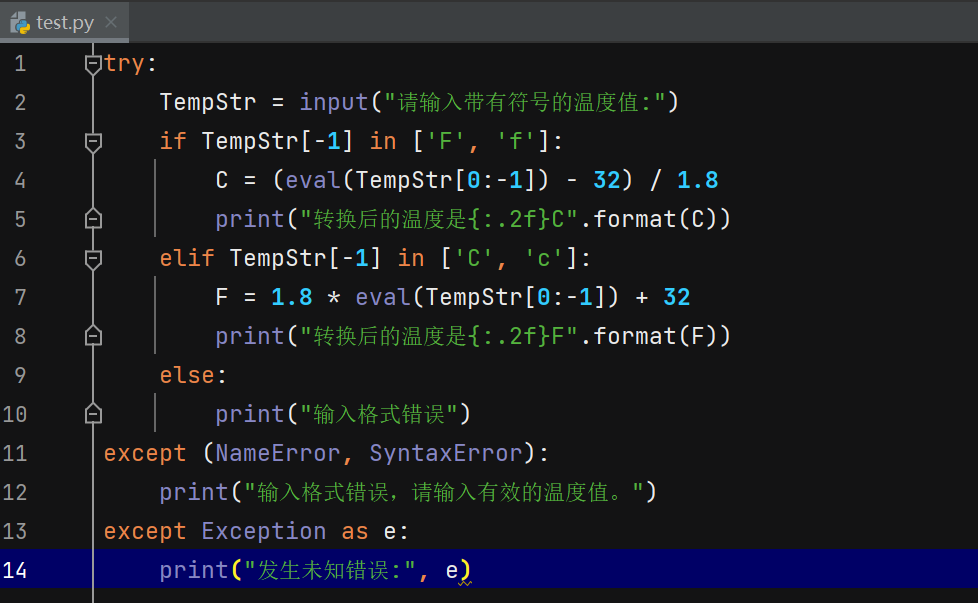 test.py
1 try:
2 TempStr = input("请输入带有符号的温度值:")
3 if TempStr[-1] in ['F', 'f']:
4 C = (eval(TempStr[0:-1]) - 32) / 1.8
5 print("转换后的温度是{:.2f}C".format(C))
6 elif TempStr[-1] in ['C', 'c']:
7 F = 1.8 * eval(TempStr[0:-1]) + 32
8 print("转换后的温度是{:.2f}F".format(F))
9 else:
10 print("输入格式错误")
11 except (NameError, SyntaxError):
12 print("输入格式错误，请输入有效的温度值。")
13 except Exception as e:
14 print("发生未知错误:", e)